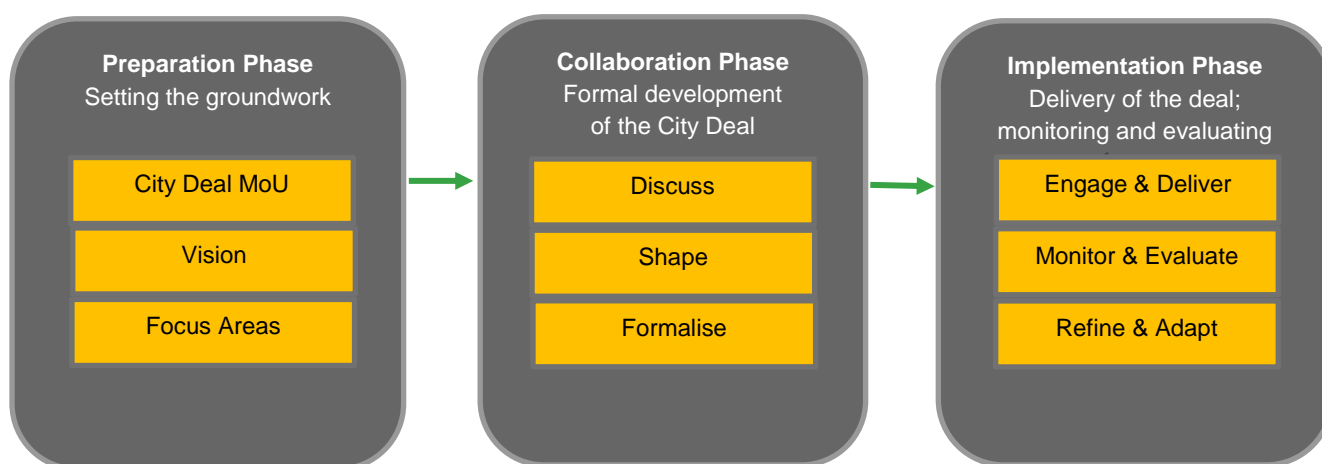 Preparation Phase
Setting the groundwork
City Deal MoU
Vision
Focus Areas
Collaboration Phase
Formal development
of the City Deal
Discuss
Shape
Formalise
Implementation Phase
Delivery of the deal;
monitoring and evaluating
Engage & Deliver
Monitor & Evaluate
Refine & Adapt